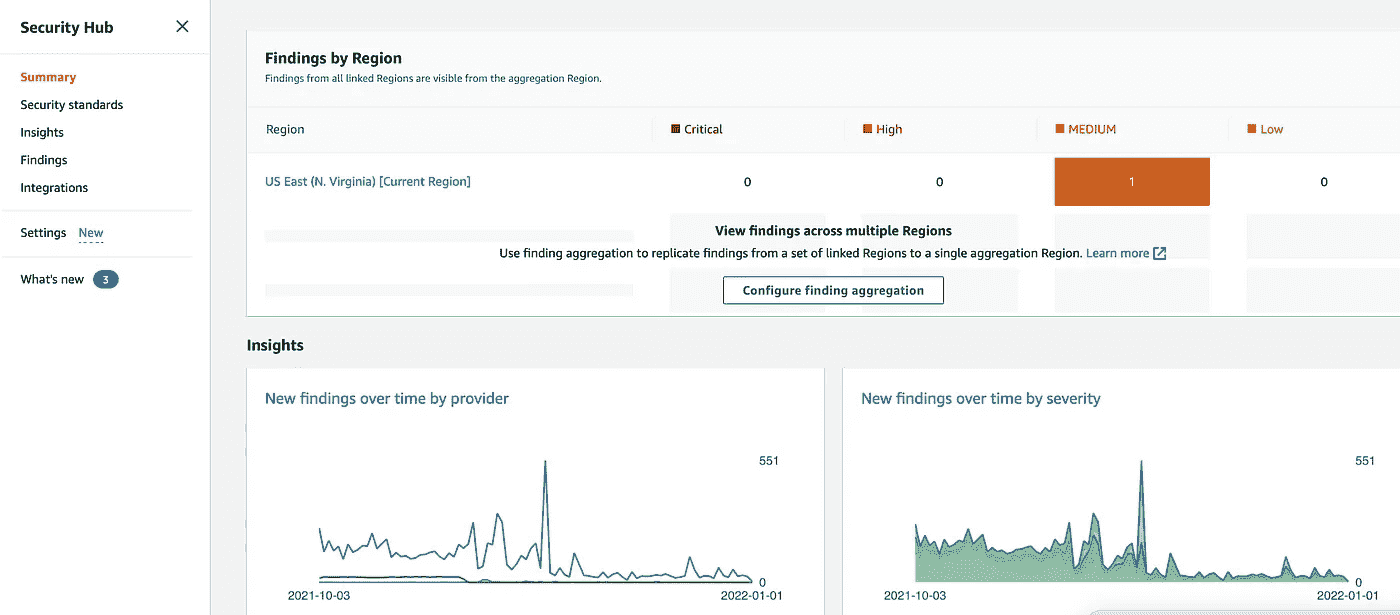 Security Hub
Summary
Security standards
Insights
Findings
Integrations
Settings New
What's new 3
Findings by Region
Findings from all linked Regions are visible from the aggregation Region.
Region Critical High MEDIUM Low
US East (N. Virginia) [Current Region] 0 0 1 0
View findings across multiple Regions
Use finding aggregation to replicate findings from a set of linked Regions to a single aggregation Region. Learn more
Configure finding aggregation
Insights
New findings over time by provider
551
0
2021-10-03 2022-01-01
New findings over time by severity
551
0
2021-10-03 2022-01-01